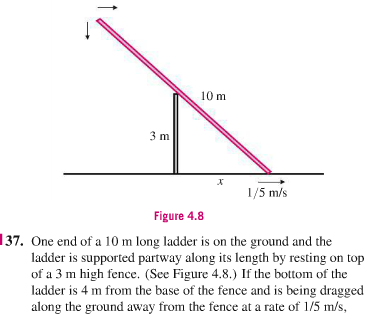 10 m
3 m
x
1/5 m/s
Figure 4.8
37. One end of a 10 m long ladder is on the ground and the
ladder is supported partway along its length by resting on top
of a 3 m high fence. (See Figure 4.8.) If the bottom of the
ladder is 4 m from the base of the fence and is being dragged
along the ground away from the fence at a rate of 1/5 m/s,